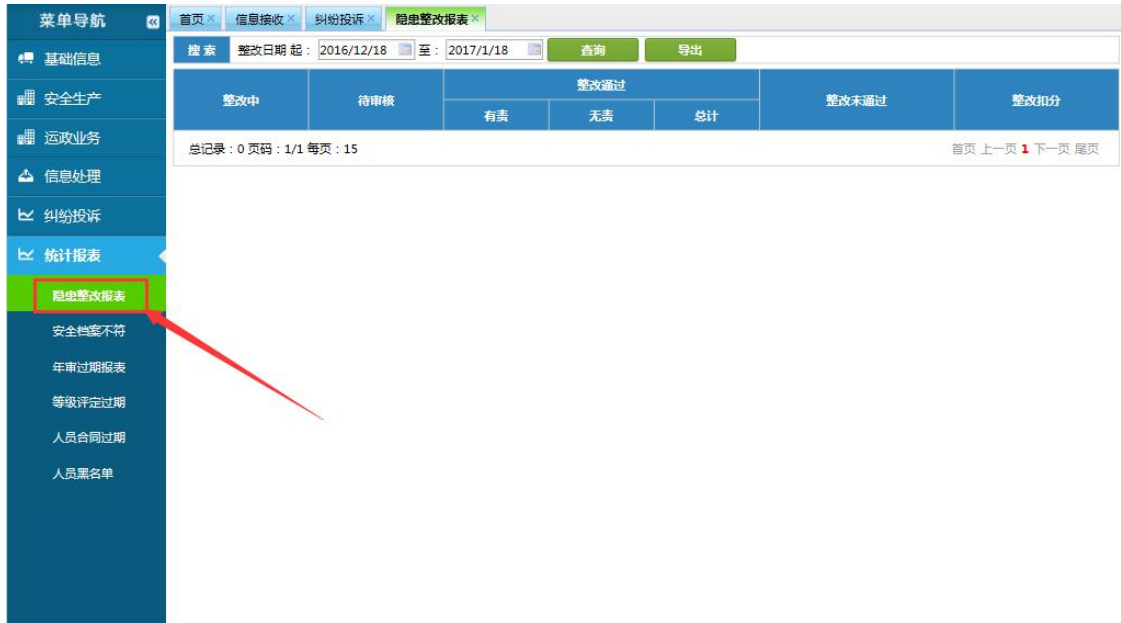 菜单导航
基础信息
安全生产
运政业务
信息处理
纠纷投诉
统计报表
隐患整改报表
安全档案不符
年审过期报表
等级评定过期
人员合同过期
人员黑名单
首页× 信息接收× 纠纷投诉× 隐患整改报表×
搜索 整改日期 起：2016/12/18 至：2017/1/18 查询 导出
整改中 待审核 整改通过 整改未通过 整改扣分
有责 无责 总计
总记录：0 页码：1/1 每页：15 首页 上一页 1 下一页 尾页